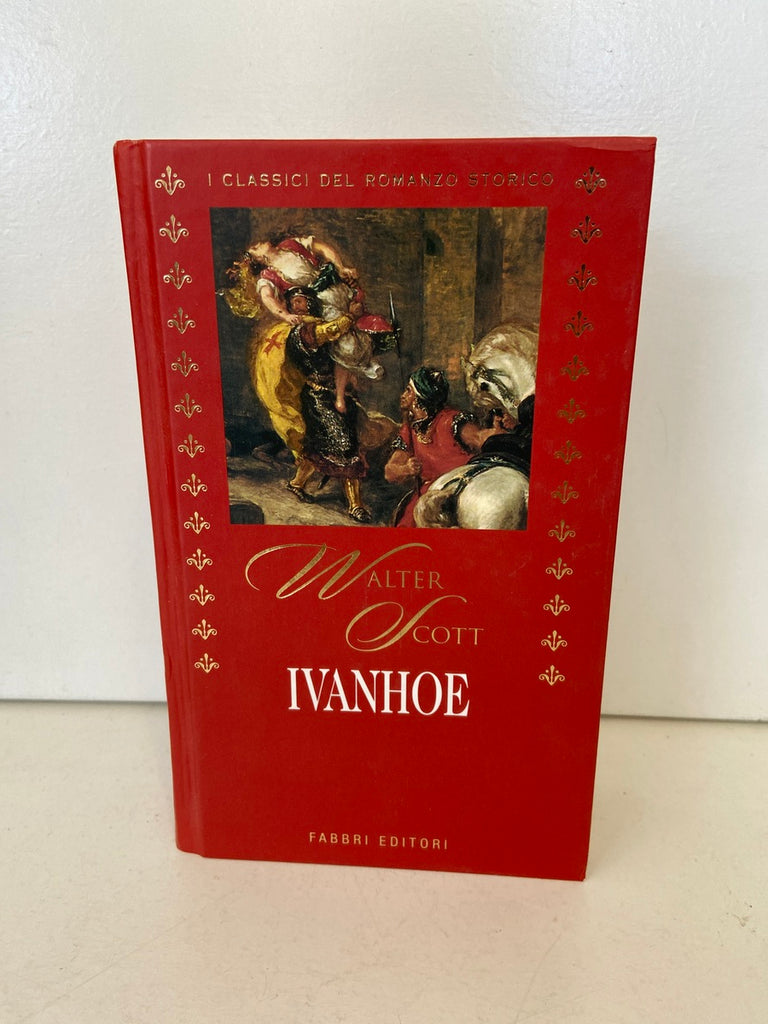 I CLASSICI DEL ROMANZO STORICO
WALTER
SCOTT
IVANHOE
FABBRI EDITORI